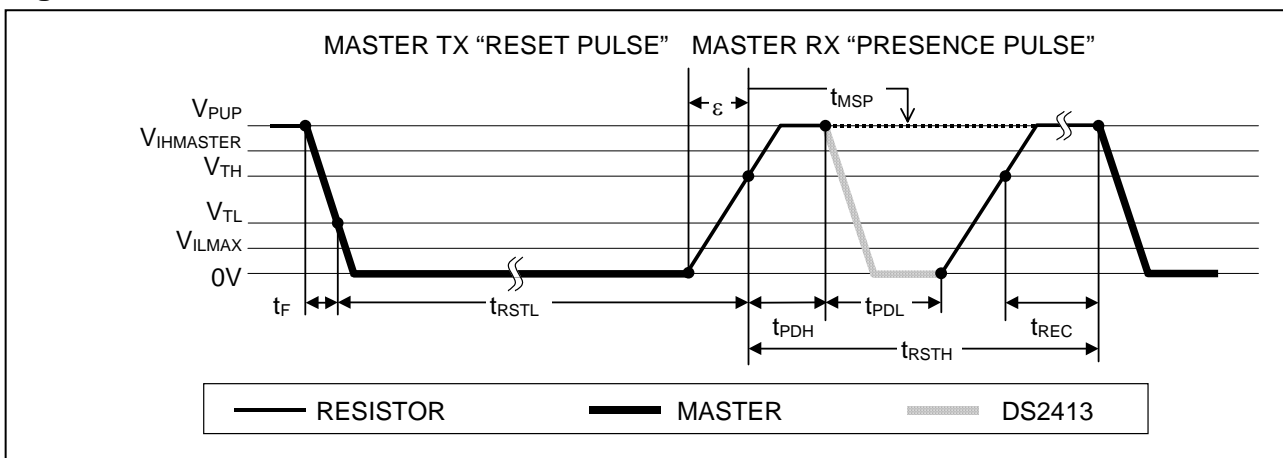 MASTER TX “RESET PULSE” MASTER RX “PRESENCE PULSE”
ε tMSP
VPUP
VIHMASTER
VTH
VTL
VILMAX
0V
tF tRSTL tPDH tPDL tREC
tRSTH
RESISTOR MASTER DS2413